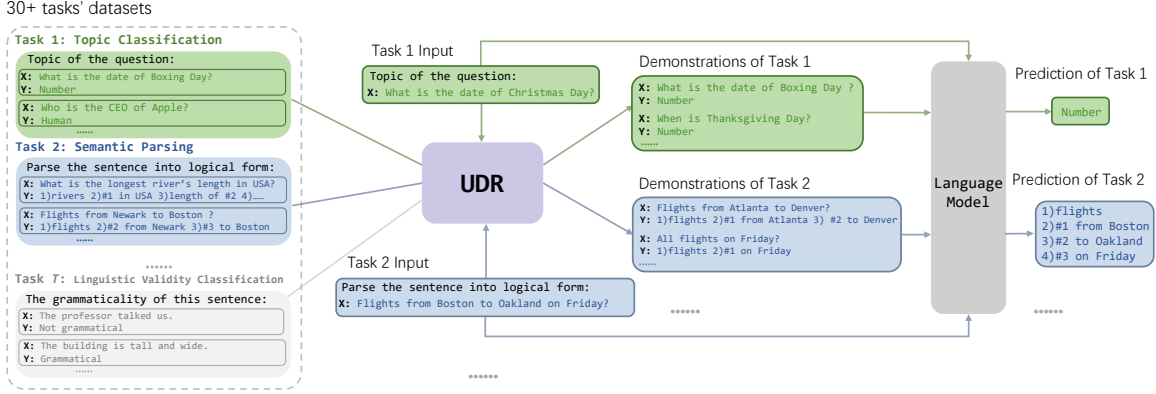 30+ tasks' datasets
Task 1: Topic Classification
Topic of the question:
X: What is the date of Boxing Day?
Y: Number
X: Who is the CEO of Apple?
Y: Human
......
Task 2: Semantic Parsing
Parse the sentence into logical form:
X: What is the longest river's length in USA?
Y: 1)rivers 2)#1 in USA 3)length of #2 4)……
X: Flights from Newark to Boston ?
Y: 1)flights 2)#2 from Newark 3)#3 to Boston
......
......
Task T: Linguistic Validity Classification
The grammaticality of this sentence:
X: The professor talked us.
Y: Not grammatical
X: The building is tall and wide.
Y: Grammatical
......
Task 1 Input
Topic of the question:
X: What is the date of Christmas Day?
UDR
Task 2 Input
Parse the sentence into logical form:
X: Flights from Boston to Oakland on Friday?
......
Demonstrations of Task 1
X: What is the date of Boxing Day ?
Y: Number
X: When is Thanksgiving Day?
Y: Number
......
Demonstrations of Task 2
X: Flights from Atlanta to Denver?
Y: 1)flights 2)#1 from Atlanta 3) #2 to Denver
X: All flights on Friday?
Y: 1)flights 2)#1 on Friday
......
......
Language
Model
Prediction of Task 1
Number
Prediction of Task 2
1)flights
2)#1 from Boston
3)#2 to Oakland
4)#3 on Friday
......